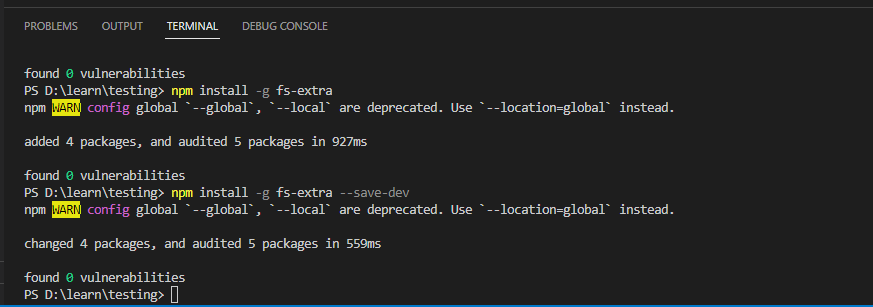 PROBLEMS OUTPUT TERMINAL DEBUG CONSOLE
found 0 vulnerabilities
PS D:\learn\testing> npm install -g fs-extra
npm WARN config global `--global`, `--local` are deprecated. Use `--location=global` instead.
added 4 packages, and audited 5 packages in 927ms
found 0 vulnerabilities
PS D:\learn\testing> npm install -g fs-extra --save-dev
npm WARN config global `--global`, `--local` are deprecated. Use `--location=global` instead.
changed 4 packages, and audited 5 packages in 559ms
found 0 vulnerabilities
PS D:\learn\testing>